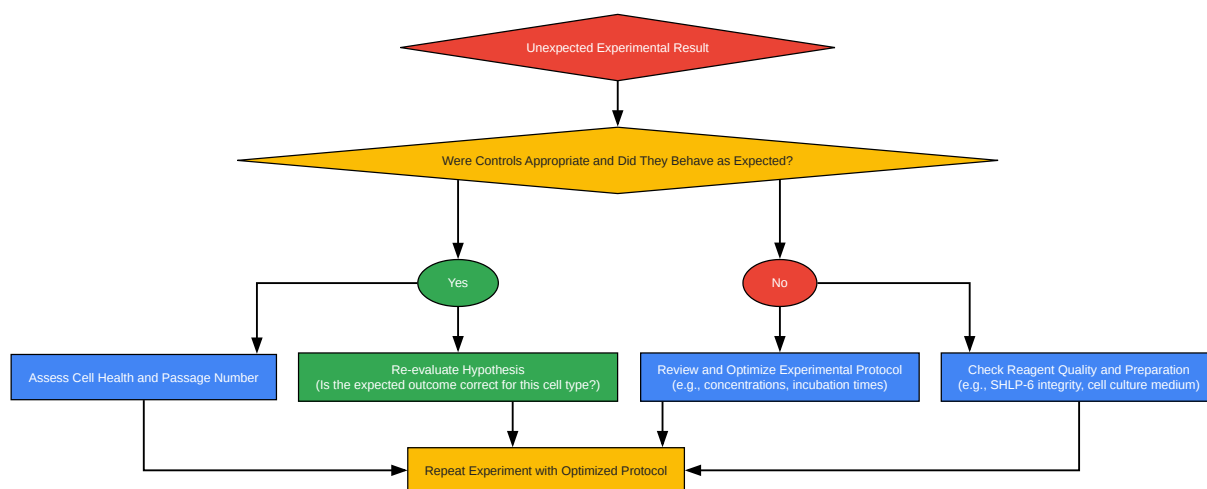 Unexpected Experimental Result
Were Controls Appropriate and Did They Behave as Expected?
Yes
No
Assess Cell Health and Passage Number
Re-evaluate Hypothesis
(Is the expected outcome correct for this cell type?)
Review and Optimize Experimental Protocol
(e.g., concentrations, incubation times)
Check Reagent Quality and Preparation
(e.g., SHLP-6 integrity, cell culture medium)
Repeat Experiment with Optimized Protocol